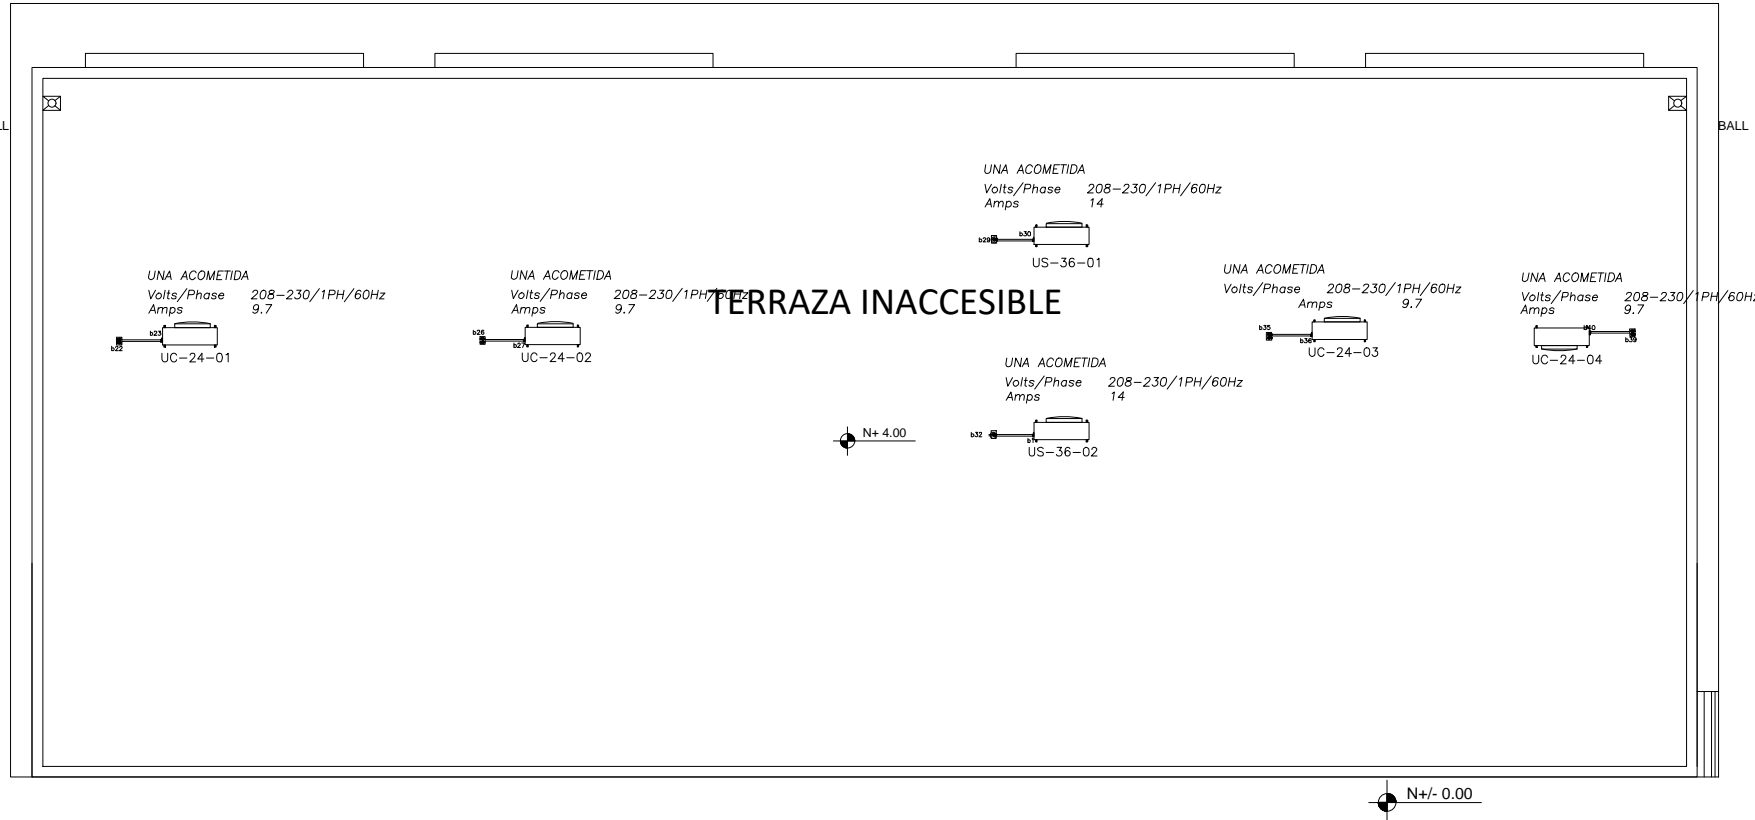 LL
BALL
UNA ACOMETIDA
Volts/Phase 208-230/1PH/60Hz
Amps 14
b29
b30
US-36-01
UNA ACOMETIDA
Volts/Phase 208-230/1PH/60Hz
Amps 9.7
b22
b23
UC-24-01
UNA ACOMETIDA
Volts/Phase 208-230/1PH/60Hz
Amps 9.7
b26
b27
UC-24-02
TERRAZA INACCESIBLE
UNA ACOMETIDA
Volts/Phase 208-230/1PH/60Hz
Amps 9.7
b35
b36
UC-24-03
UNA ACOMETIDA
Volts/Phase 208-230/1PH/60Hz
Amps 9.7
b40
b39
UC-24-04
UNA ACOMETIDA
Volts/Phase 208-230/1PH/60Hz
Amps 14
b32
US-36-02
N+ 4.00
N+/- 0.00